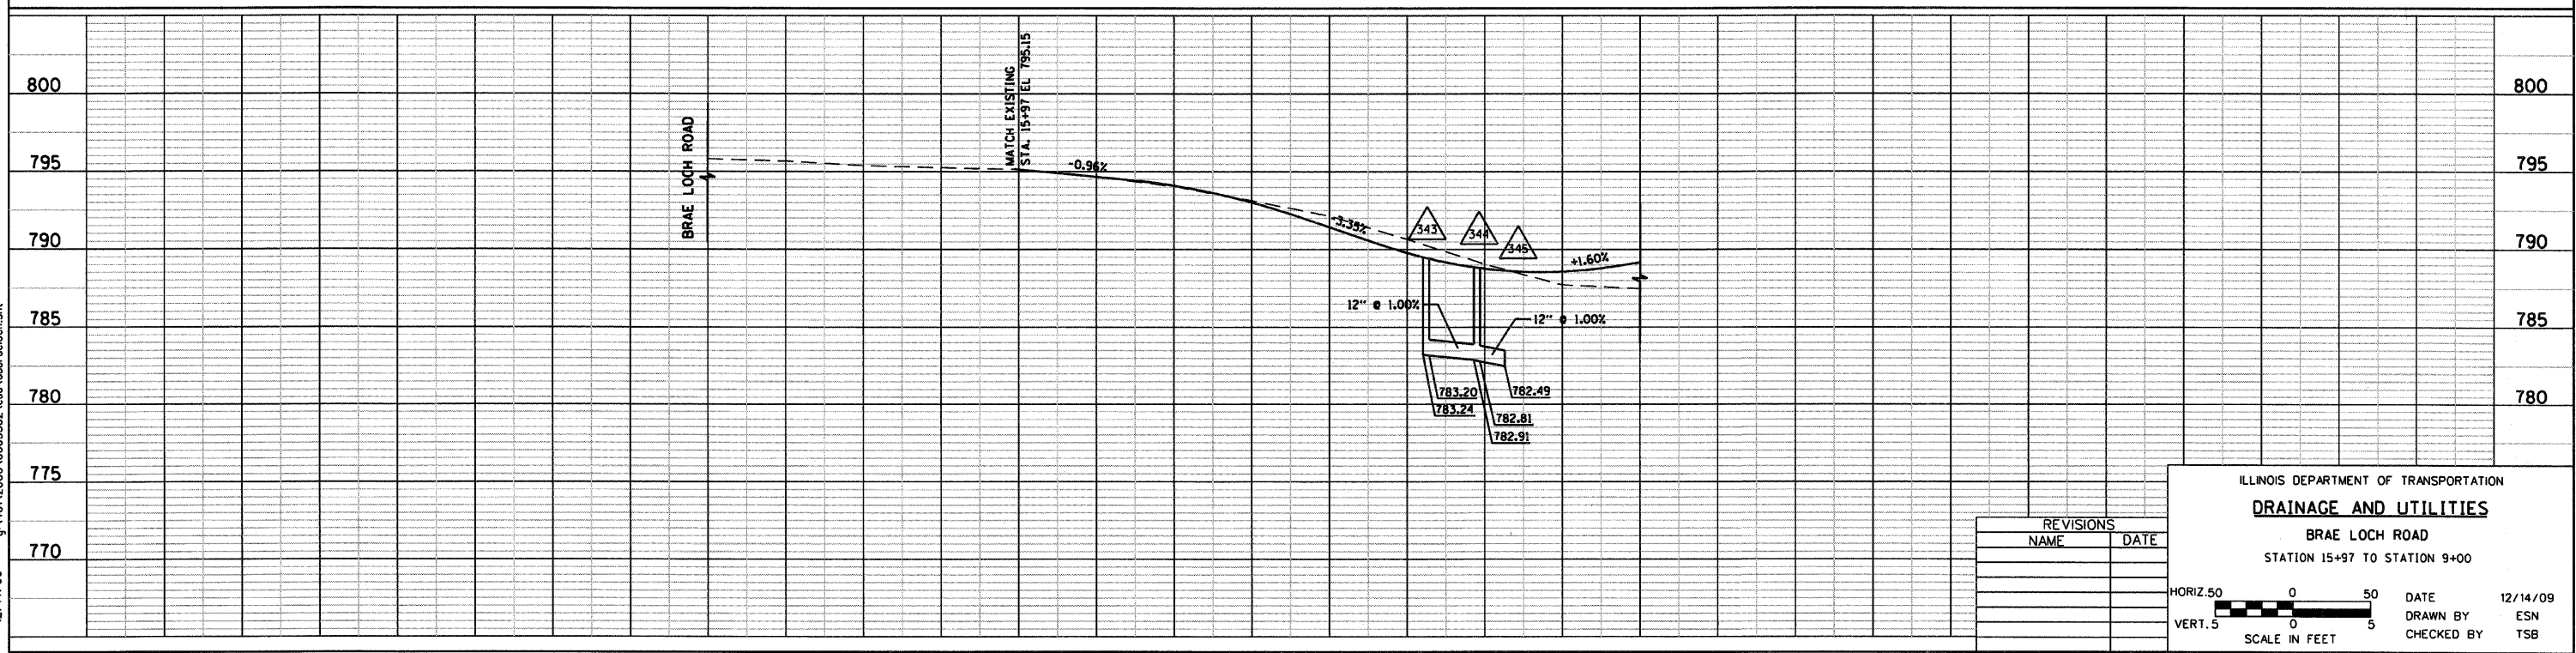 800
795
790
785
780
775
770
BRAE LOCH ROAD
MATCH EXISTING
STA. 15+97 EL 795.15
-0.96%
-3.35%
343
344
345
+1.60%
12" @ 1.00%
12" @ 1.00%
783.20
783.24
782.49
782.81
782.91
800
795
790
785
780
REVISIONS
NAME DATE
ILLINOIS DEPARTMENT OF TRANSPORTATION
DRAINAGE AND UTILITIES
BRAE LOCH ROAD
STATION 15+97 TO STATION 9+00
HORIZ.50 0 50
VERT.5 0 5
SCALE IN FEET
DATE 12/14/09
DRAWN BY ESN
CHECKED BY TSB